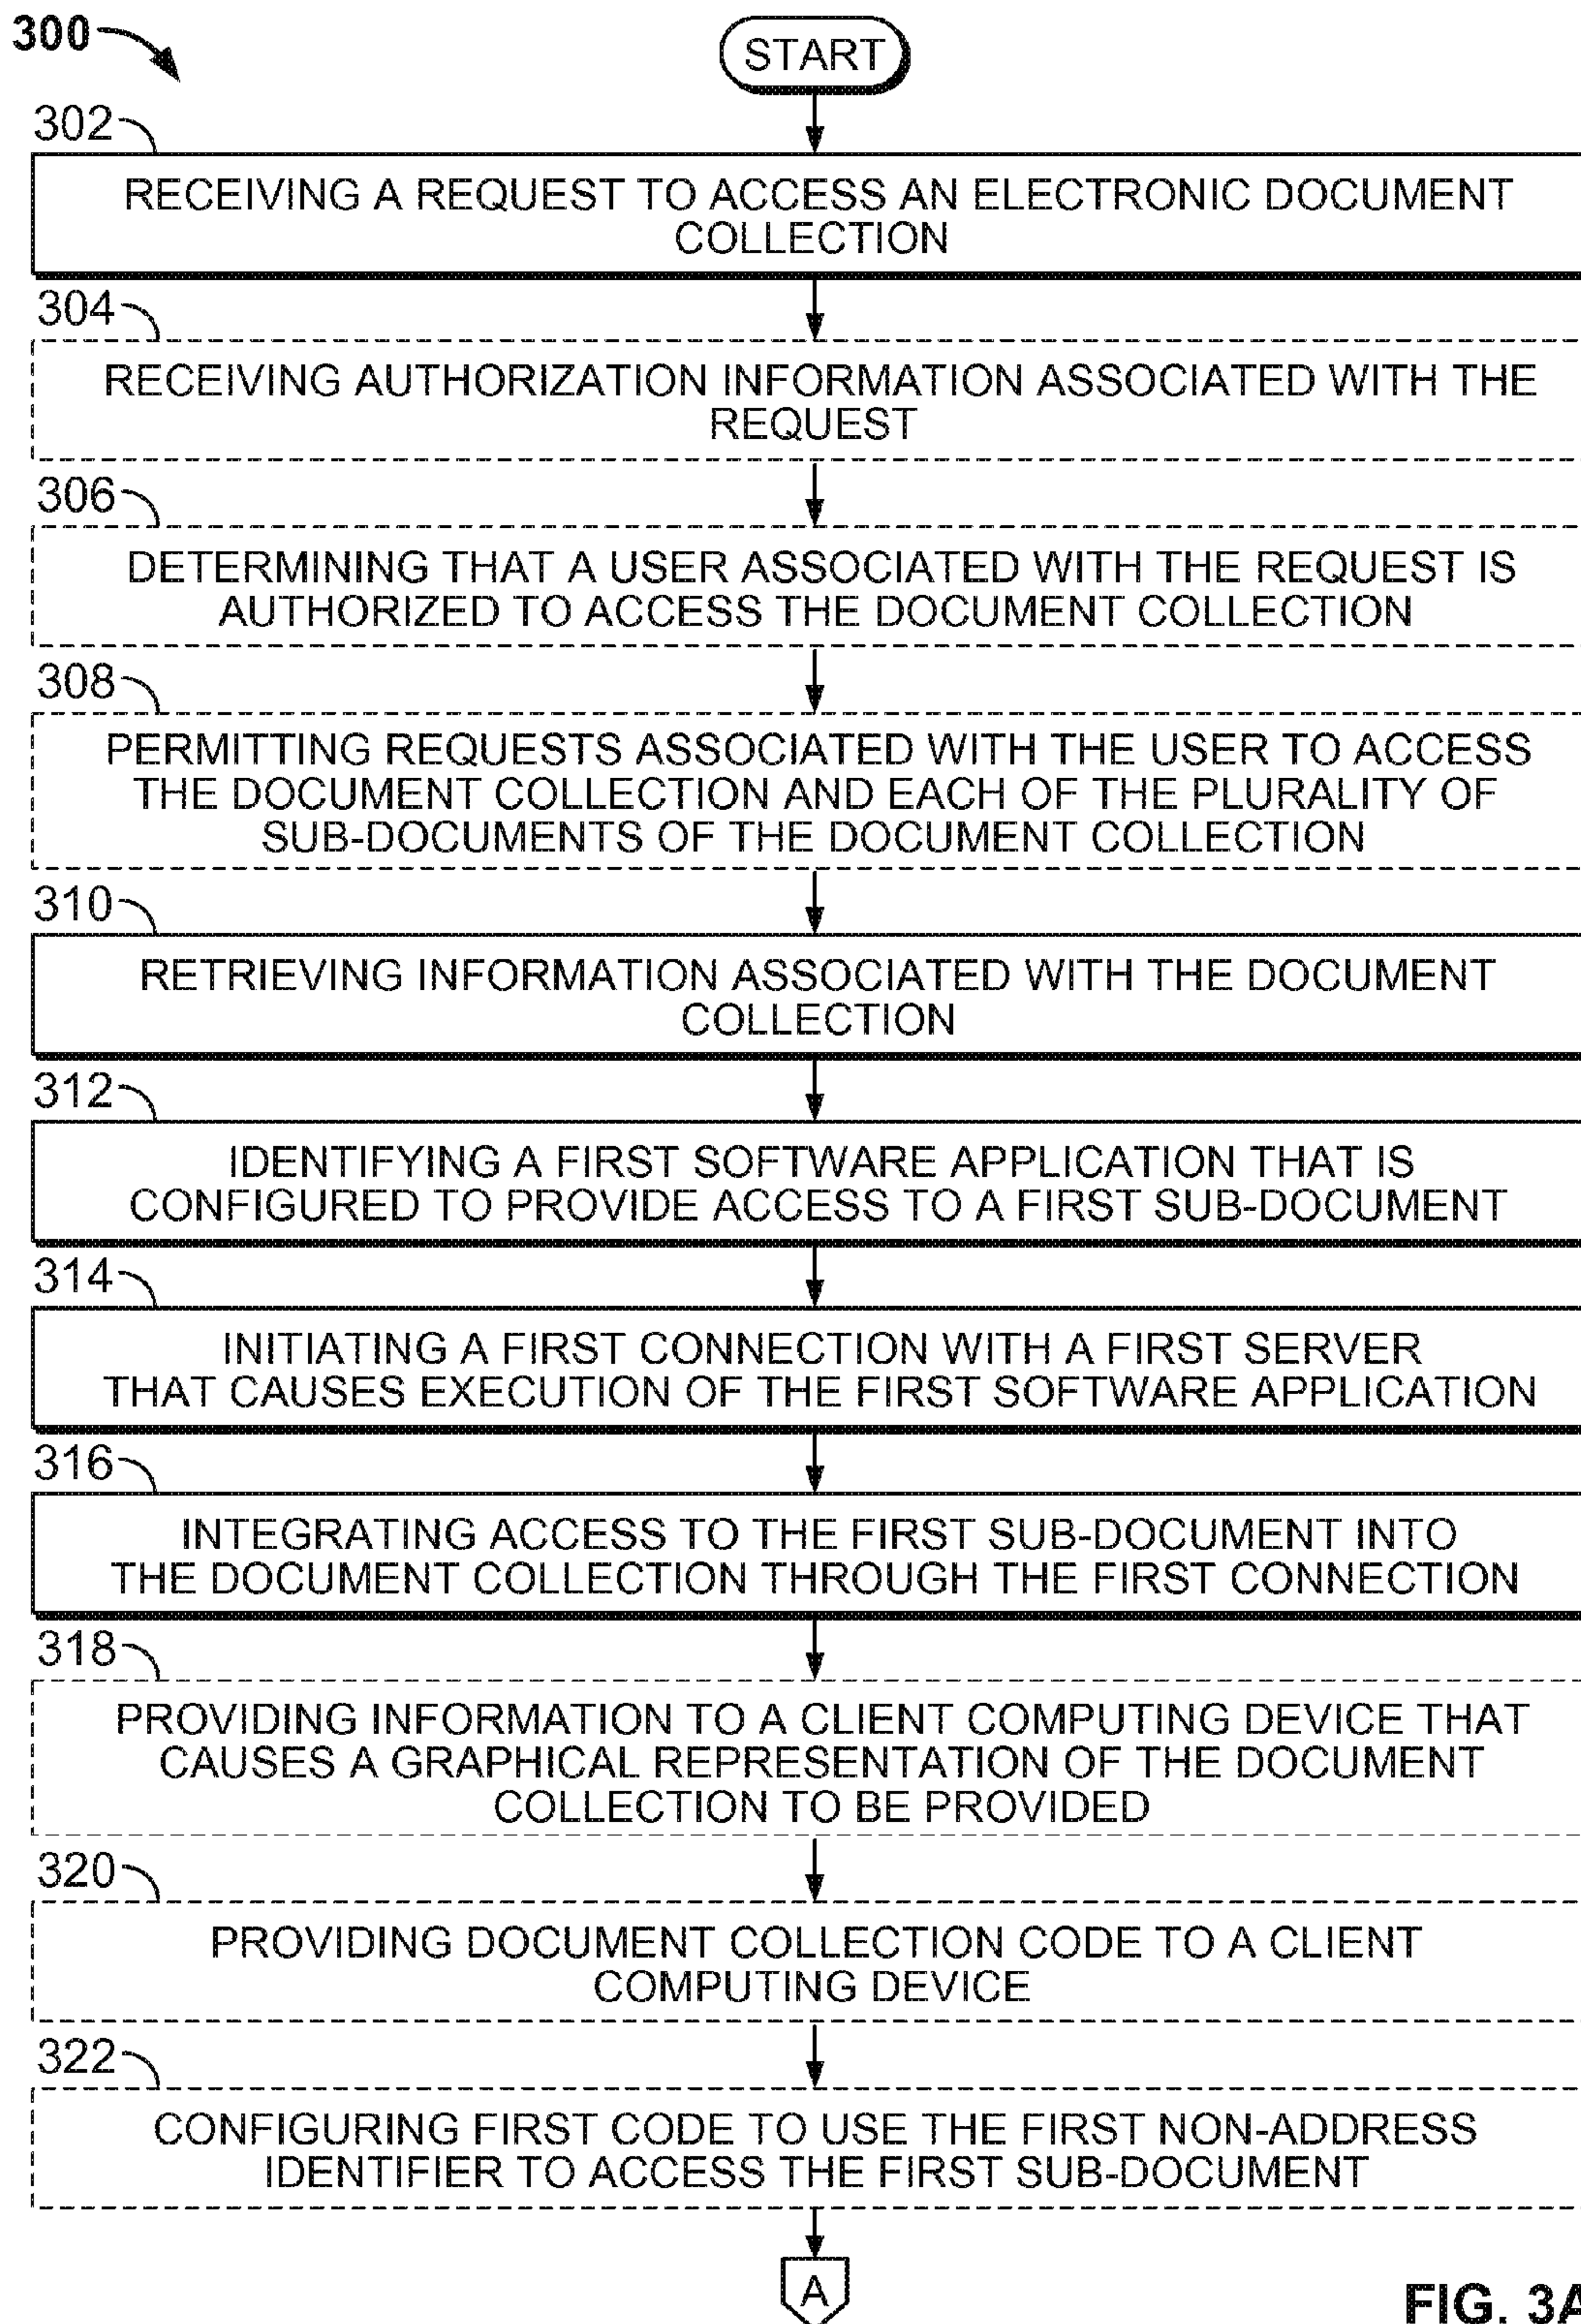 300
START
302
RECEIVING A REQUEST TO ACCESS AN ELECTRONIC DOCUMENT
COLLECTION
304
RECEIVING AUTHORIZATION INFORMATION ASSOCIATED WITH THE
REQUEST
306
DETERMINING THAT A USER ASSOCIATED WITH THE REQUEST IS
AUTHORIZED TO ACCESS THE DOCUMENT COLLECTION
308
PERMITTING REQUESTS ASSOCIATED WITH THE USER TO ACCESS
THE DOCUMENT COLLECTION AND EACH OF THE PLURALITY OF
SUB-DOCUMENTS OF THE DOCUMENT COLLECTION
310
RETRIEVING INFORMATION ASSOCIATED WITH THE DOCUMENT
COLLECTION
312
IDENTIFYING A FIRST SOFTWARE APPLICATION THAT IS
CONFIGURED TO PROVIDE ACCESS TO A FIRST SUB-DOCUMENT
314
INITIATING A FIRST CONNECTION WITH A FIRST SERVER
THAT CAUSES EXECUTION OF THE FIRST SOFTWARE APPLICATION
316
INTEGRATING ACCESS TO THE FIRST SUB-DOCUMENT INTO
THE DOCUMENT COLLECTION THROUGH THE FIRST CONNECTION
318
PROVIDING INFORMATION TO A CLIENT COMPUTING DEVICE THAT
CAUSES A GRAPHICAL REPRESENTATION OF THE DOCUMENT
COLLECTION TO BE PROVIDED
320
PROVIDING DOCUMENT COLLECTION CODE TO A CLIENT
COMPUTING DEVICE
322
CONFIGURING FIRST CODE TO USE THE FIRST NON-ADDRESS
IDENTIFIER TO ACCESS THE FIRST SUB-DOCUMENT
A
FIG. 3A